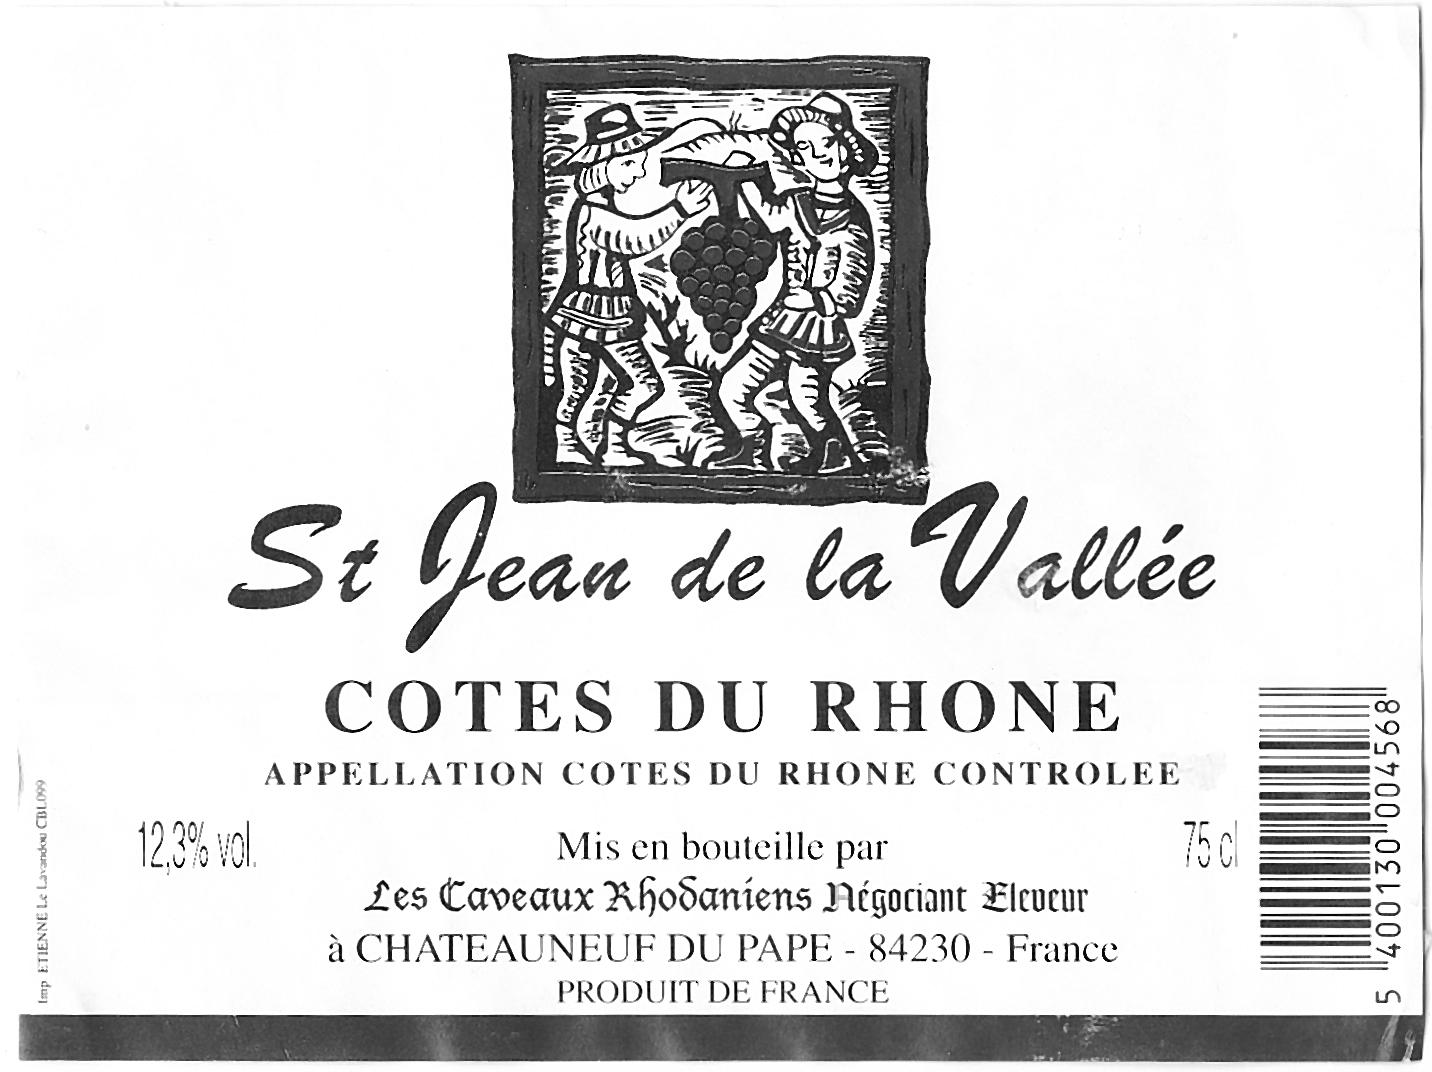 St Jean de la Vallée
COTES DU RHONE
APPELLATION COTES DU RHONE CONTROLEE
12,3% vol.
Mis en bouteille par
75 cl
Les Caveaux Rhodaniens Négociant Eleveur
à CHATEAUNEUF DU PAPE - 84230 - France
PRODUIT DE FRANCE
Imp ETIENNE Le Lavandou CBL099
5 400130 004568